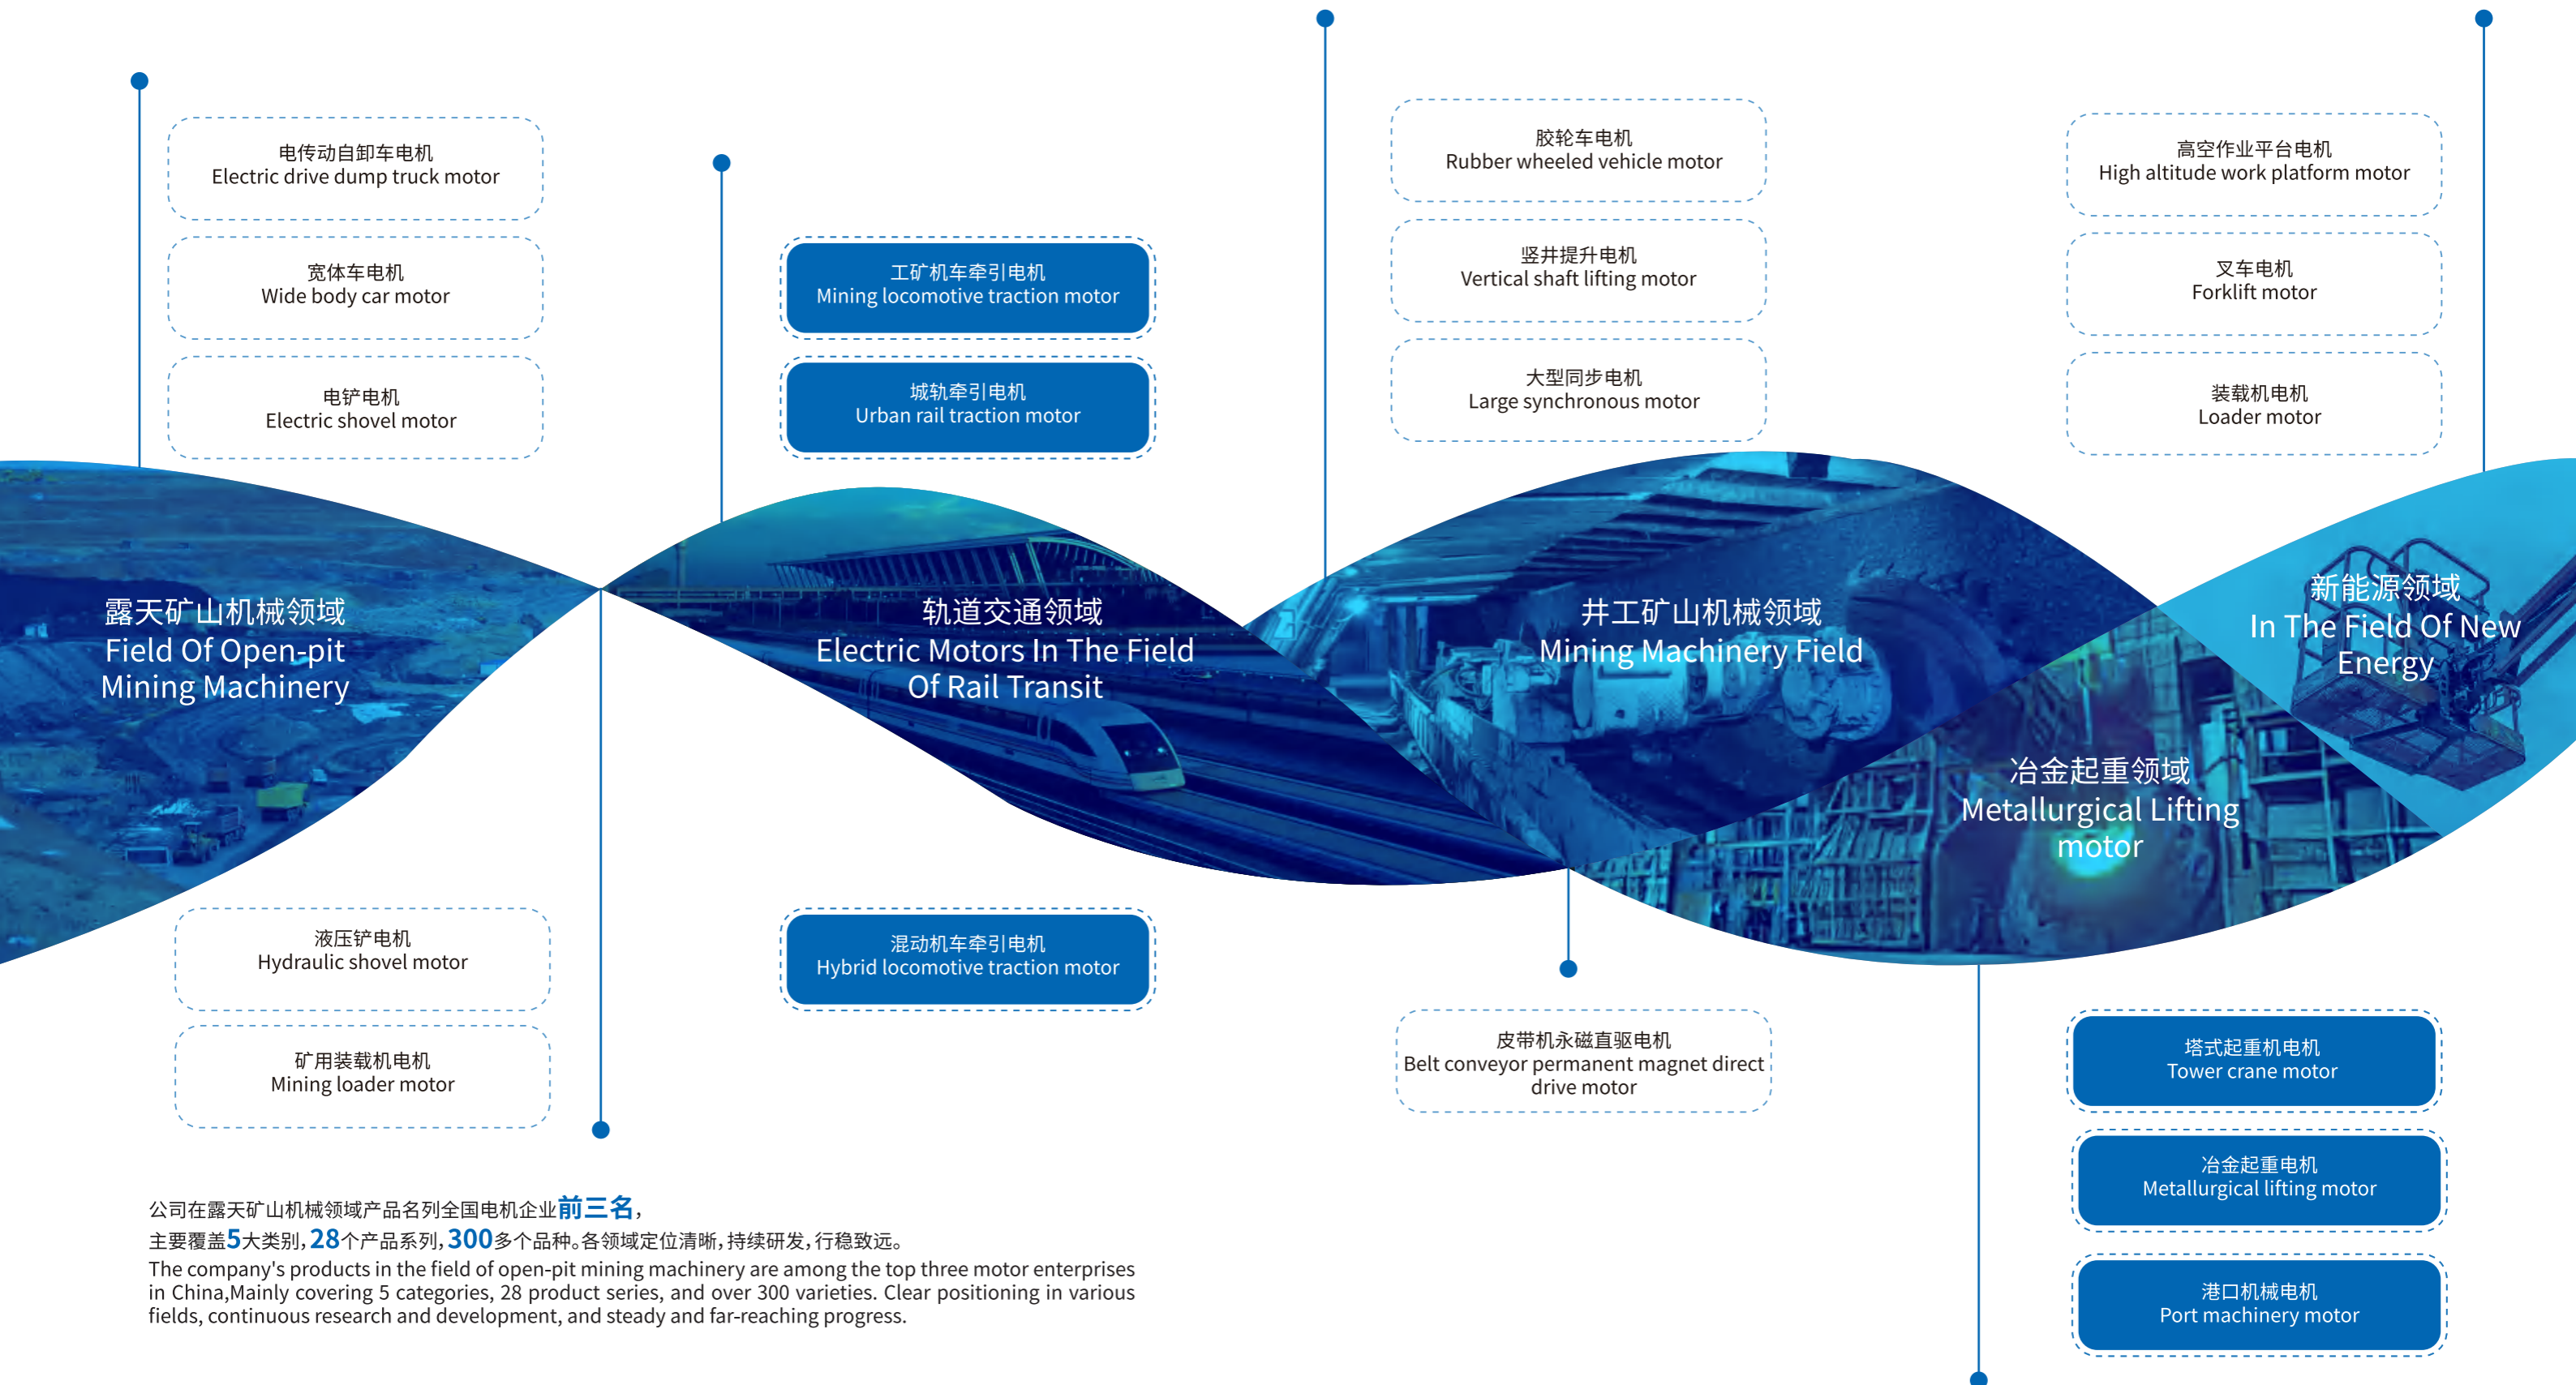 电传动自卸车电机
Electric drive dump truck motor
宽体车电机
Wide body car motor
电铲电机
Electric shovel motor
工矿机车牵引电机
Mining locomotive traction motor
城轨牵引电机
Urban rail traction motor
胶轮车电机
Rubber wheeled vehicle motor
竖井提升电机
Vertical shaft lifting motor
大型同步电机
Large synchronous motor
高空作业平台电机
High altitude work platform motor
叉车电机
Forklift motor
装载机电机
Loader motor
露天矿山机械领域
Field Of Open-pit
Mining Machinery
轨道交通领域
Electric Motors In The Field
Of Rail Transit
井工矿山机械领域
Mining Machinery Field
新能源领域
In The Field Of New
Energy
冶金起重领域
Metallurgical Lifting
motor
液压铲电机
Hydraulic shovel motor
矿用装载机电机
Mining loader motor
混动机车牵引电机
Hybrid locomotive traction motor
皮带机永磁直驱电机
Belt conveyor permanent magnet direct
drive motor
塔式起重机电机
Tower crane motor
冶金起重电机
Metallurgical lifting motor
港口机械电机
Port machinery motor
公司在露天矿山机械领域产品名列全国电机企业前三名，
主要覆盖5大类别，28个产品系列，300多个品种。各领域定位清晰，持续研发，行稳致远。
The company's products in the field of open-pit mining machinery are among the top three motor enterprises
in China,Mainly covering 5 categories, 28 product series, and over 300 varieties. Clear positioning in various
fields, continuous research and development, and steady and far-reaching progress.